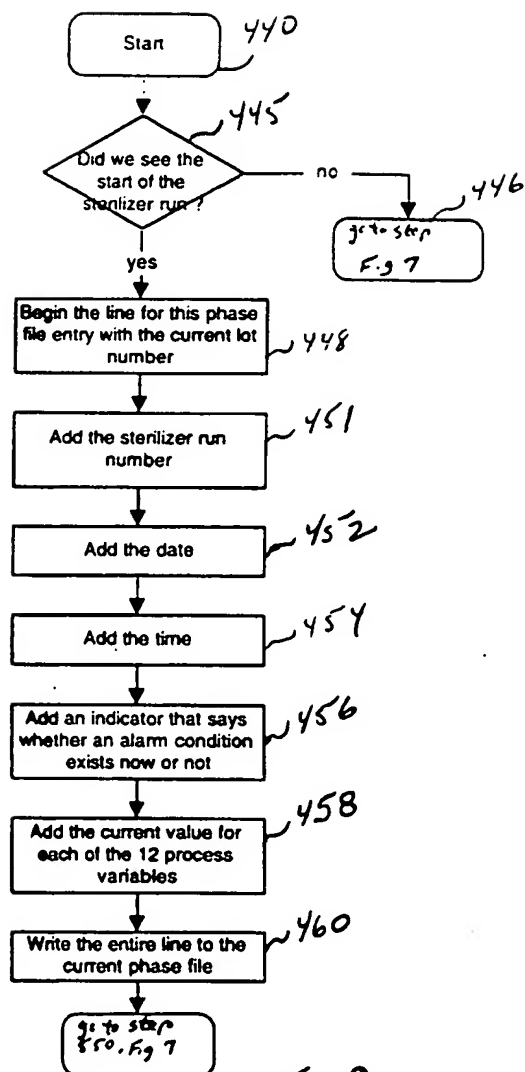 Start
440
445
Did we see the
start of the
sterilizer run ?
no
446
go to step
Fig 7
yes
Begin the line for this phase
file entry with the current lot
number
448
Add the sterilizer run
number
451
Add the date
452
Add the time
454
Add an indicator that says
whether an alarm condition
exists now or not
456
Add the current value for
each of the 12 process
variables
458
Write the entire line to the
current phase file
460
go to step
550. Fig 7